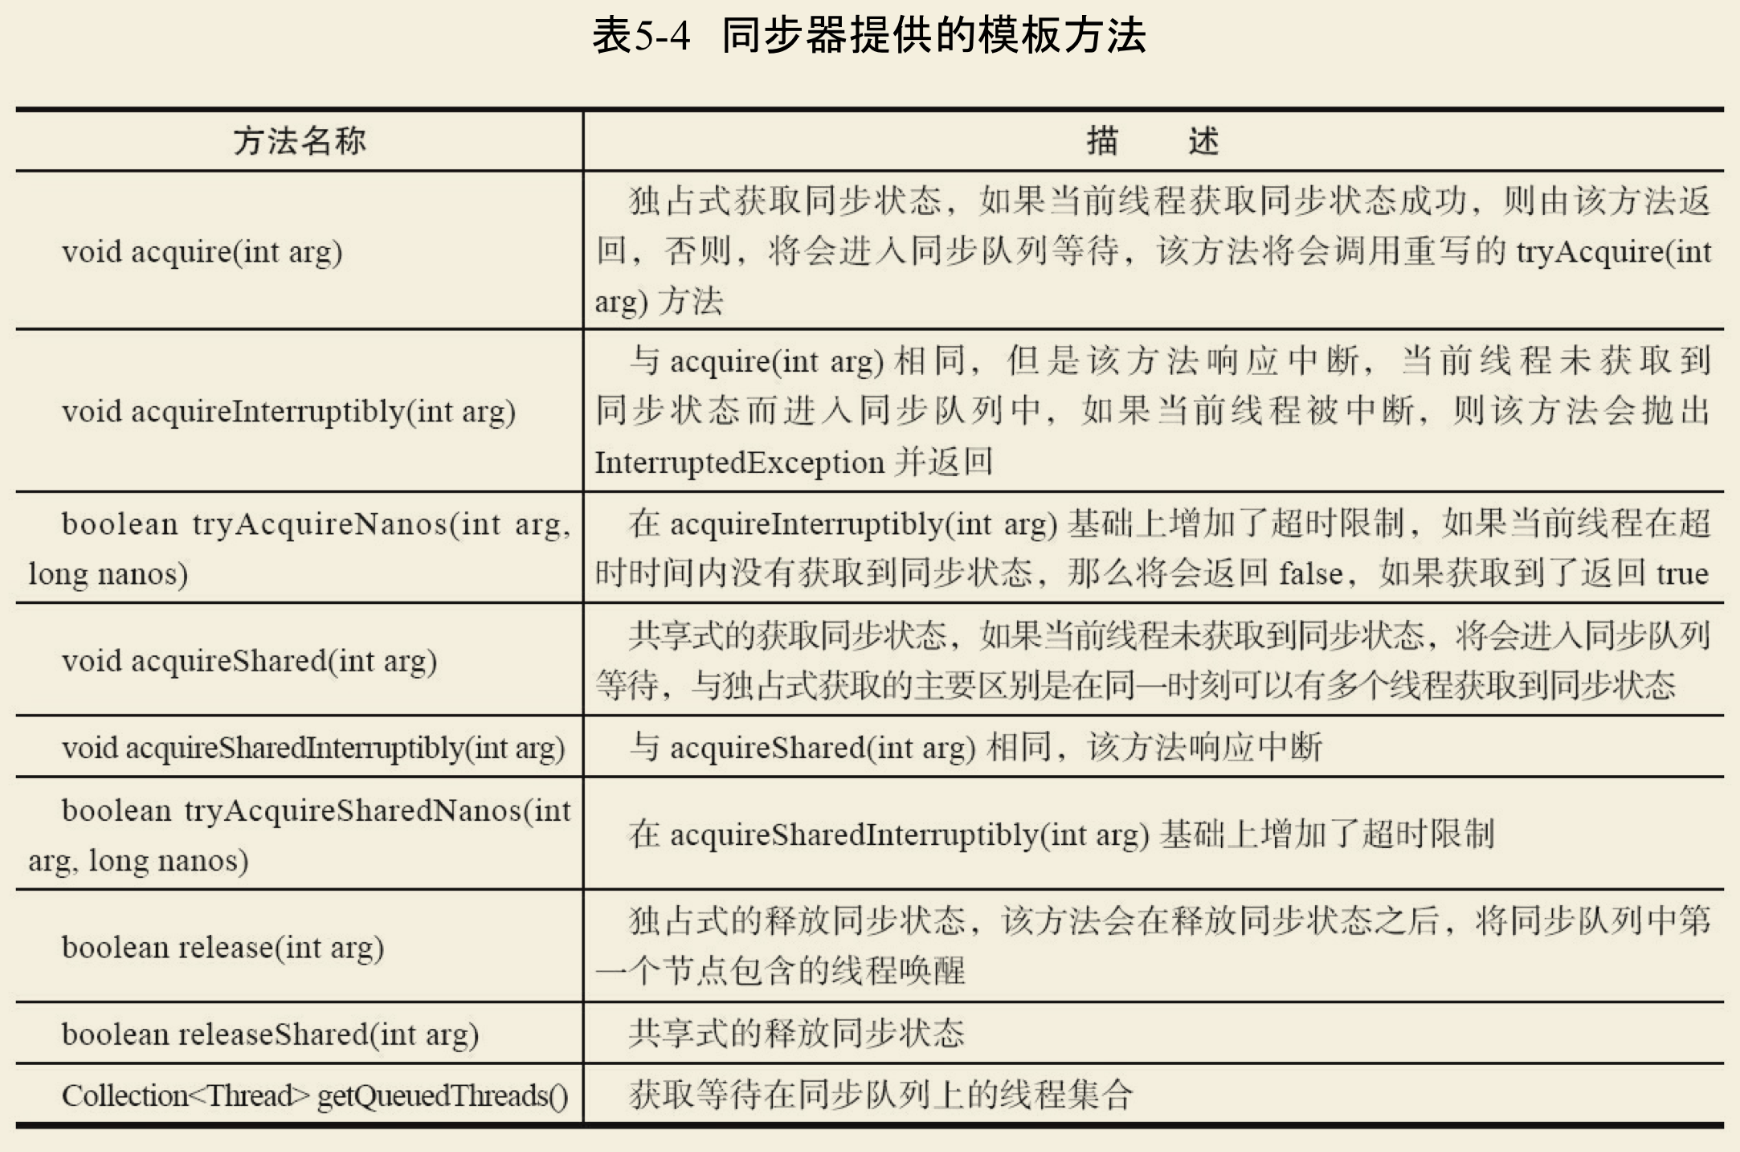 表5-4 同步器提供的模板方法
方法名称
描 述
void acquire(int arg)
独占式获取同步状态，如果当前线程获取同步状态成功，则由该方法返
回，否则，将会进入同步队列等待，该方法将会调用重写的 tryAcquire(int
arg) 方法
void acquireInterruptibly(int arg)
与 acquire(int arg) 相同，但是该方法响应中断，当前线程未获取到
同步状态而进入同步队列中，如果当前线程被中断，则该方法会抛出
InterruptedException 并返回
boolean tryAcquireNanos(int arg,
long nanos)
在 acquireInterruptibly(int arg) 基础上增加了超时限制，如果当前线程在超
时时间内没有获取到同步状态，那么将会返回 false，如果获取到了返回 true
void acquireShared(int arg)
共享式的获取同步状态，如果当前线程未获取到同步状态，将会进入同步队列
等待，与独占式获取的主要区别是在同一时刻可以有多个线程获取到同步状态
void acquireSharedInterruptibly(int arg)
与 acquireShared(int arg) 相同，该方法响应中断
boolean tryAcquireSharedNanos(int
arg, long nanos)
在 acquireSharedInterruptibly(int arg) 基础上增加了超时限制
boolean release(int arg)
独占式的释放同步状态，该方法会在释放同步状态之后，将同步队列中第
一个节点包含的线程唤醒
boolean releaseShared(int arg)
共享式的释放同步状态
Collection<Thread> getQueuedThreads()
获取等待在同步队列上的线程集合